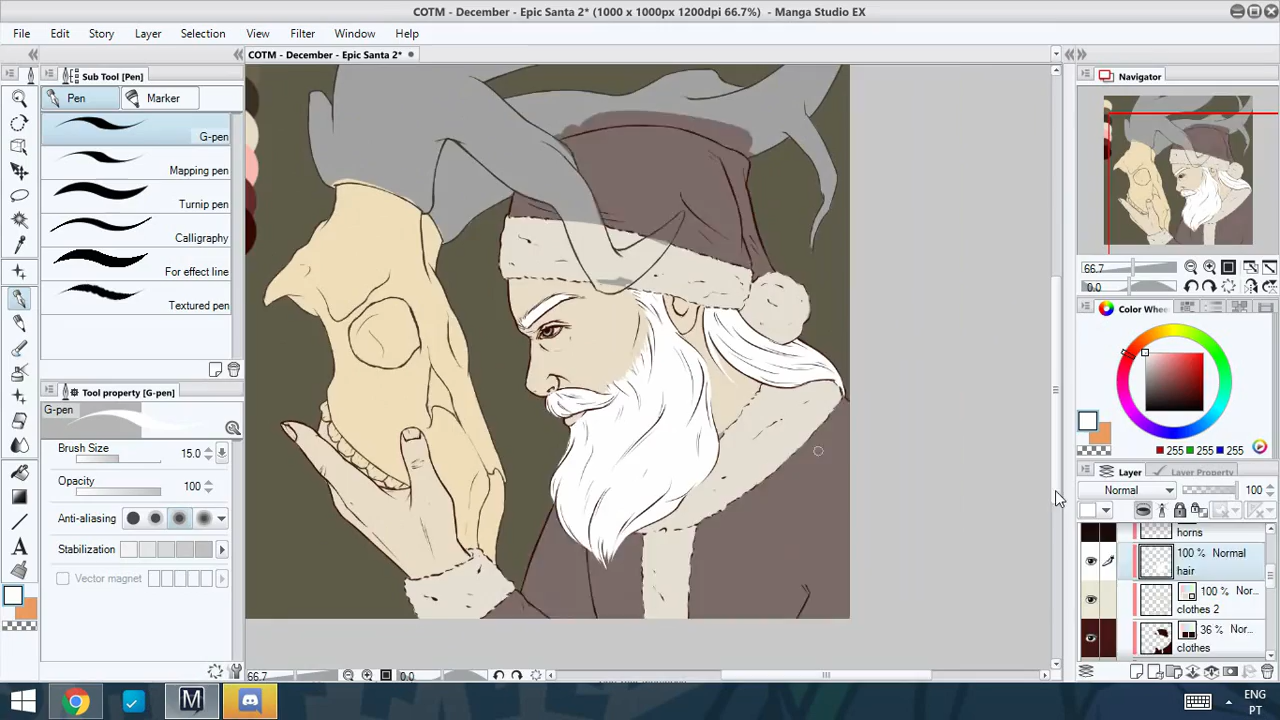 COTM - December - Epic Santa 2* (1000 x 1000px 1200dpi 66.7%) - Manga Studio EX
File Edit Story Layer Selection View Filter Window Help
COTM - December - Epic Santa 2*
Sub Tool [Pen]
Navigator
Pen Marker
G-pen
Mapping pen
Turnip pen
Calligraphy
For effect line
Textured pen
66.7
0.0
Color Whe
Tool property [G-pen]
G-pen
Brush Size 15.0
Opacity 100
Anti-aliasing
Stabilization
Vector magnet
255 255 255
Layer Layer Property
Normal 100
horns
100 % Normal
hair
100 % No..
clothes 2
36 % Nor...
clothes
66.7 0.0
M
ENG
PT